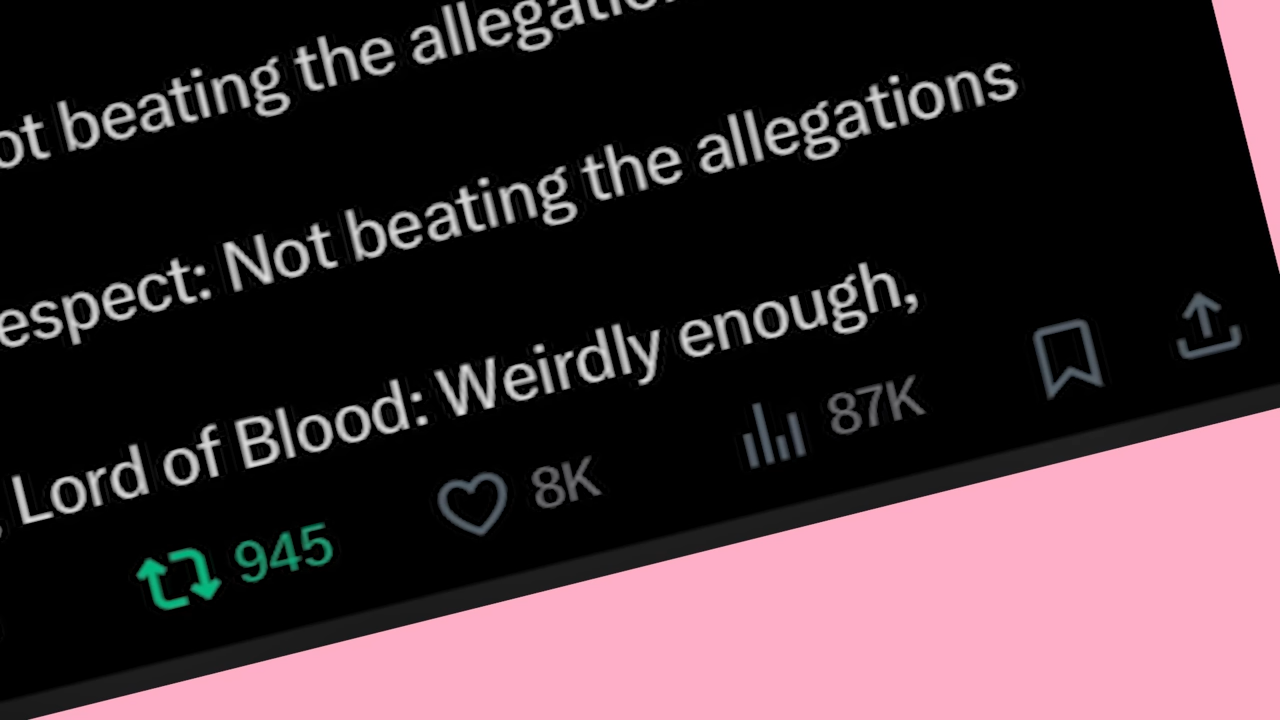 ot beating the allegatio
espect: Not beating the allegations
Lord of Blood: Weirdly enough,
945 8K 87K